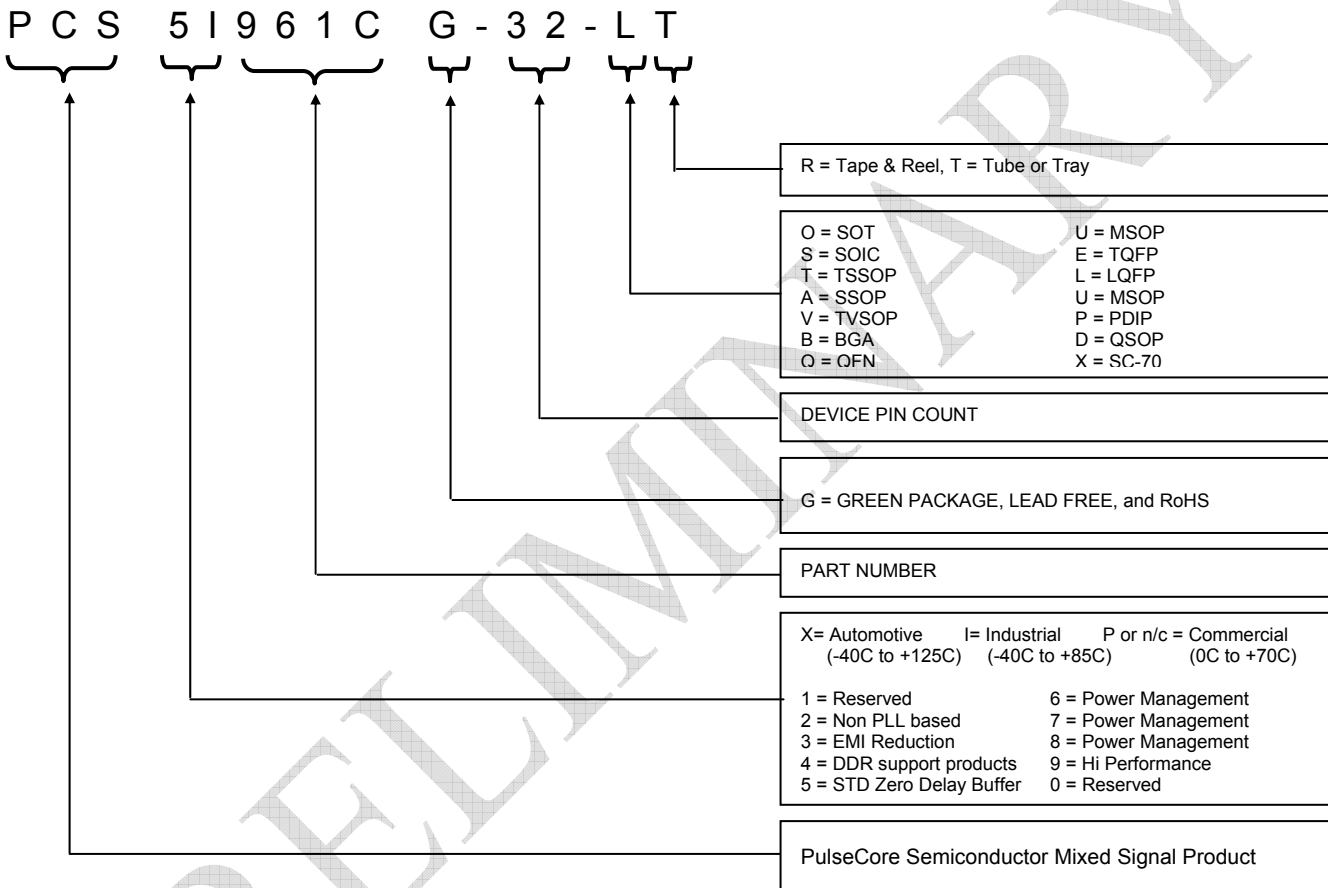 P C S 5 I 9 6 1 C G - 3 2 - L T
R = Tape & Reel, T = Tube or Tray
O = SOT U = MSOP
S = SOIC E = TQFP
T = TSSOP L = LQFP
A = SSOP U = MSOP
V = TVSOP P = PDIP
B = BGA D = QSOP
Q = QFN X = SC-70
DEVICE PIN COUNT
G = GREEN PACKAGE, LEAD FREE, and RoHS
PART NUMBER
X= Automotive I= Industrial P or n/c = Commercial
(-40C to +125C) (-40C to +85C) (0C to +70C)
1 = Reserved 6 = Power Management
2 = Non PLL based 7 = Power Management
3 = EMI Reduction 8 = Power Management
4 = DDR support products 9 = Hi Performance
5 = STD Zero Delay Buffer 0 = Reserved
PulseCore Semiconductor Mixed Signal Product
PRELIMINARY